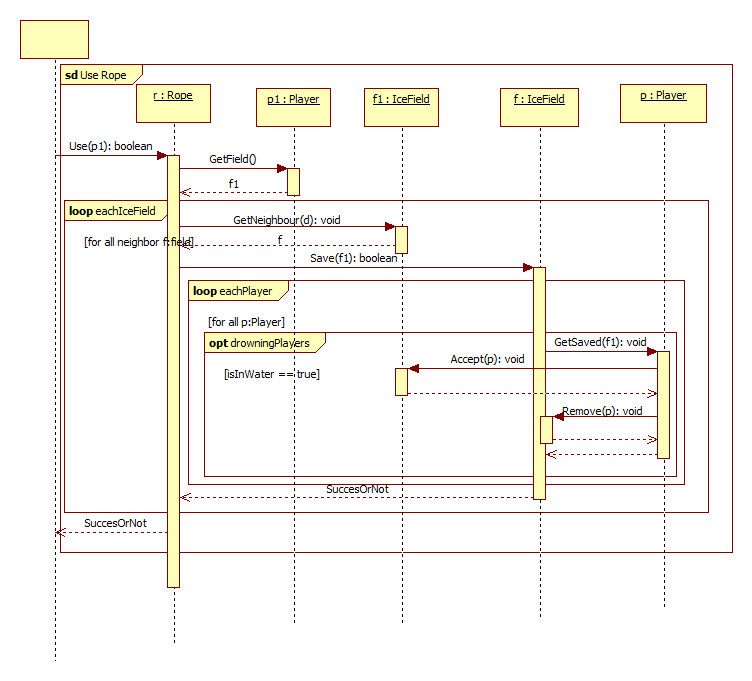 sd Use Rope
r : Rope
p1 : Player
f1 : IceField
f : IceField
p : Player
Use(p1): boolean
GetField()
f1
loop eachIceField
GetNeighbour(d): void
[for all neighbor f:field]
f
Save(f1): boolean
loop eachPlayer
[for all p:Player]
opt drowningPlayers
GetSaved(f1): void
Accept(p): void
[isInWater == true]
Remove(p): void
SuccesOrNot
SuccesOrNot